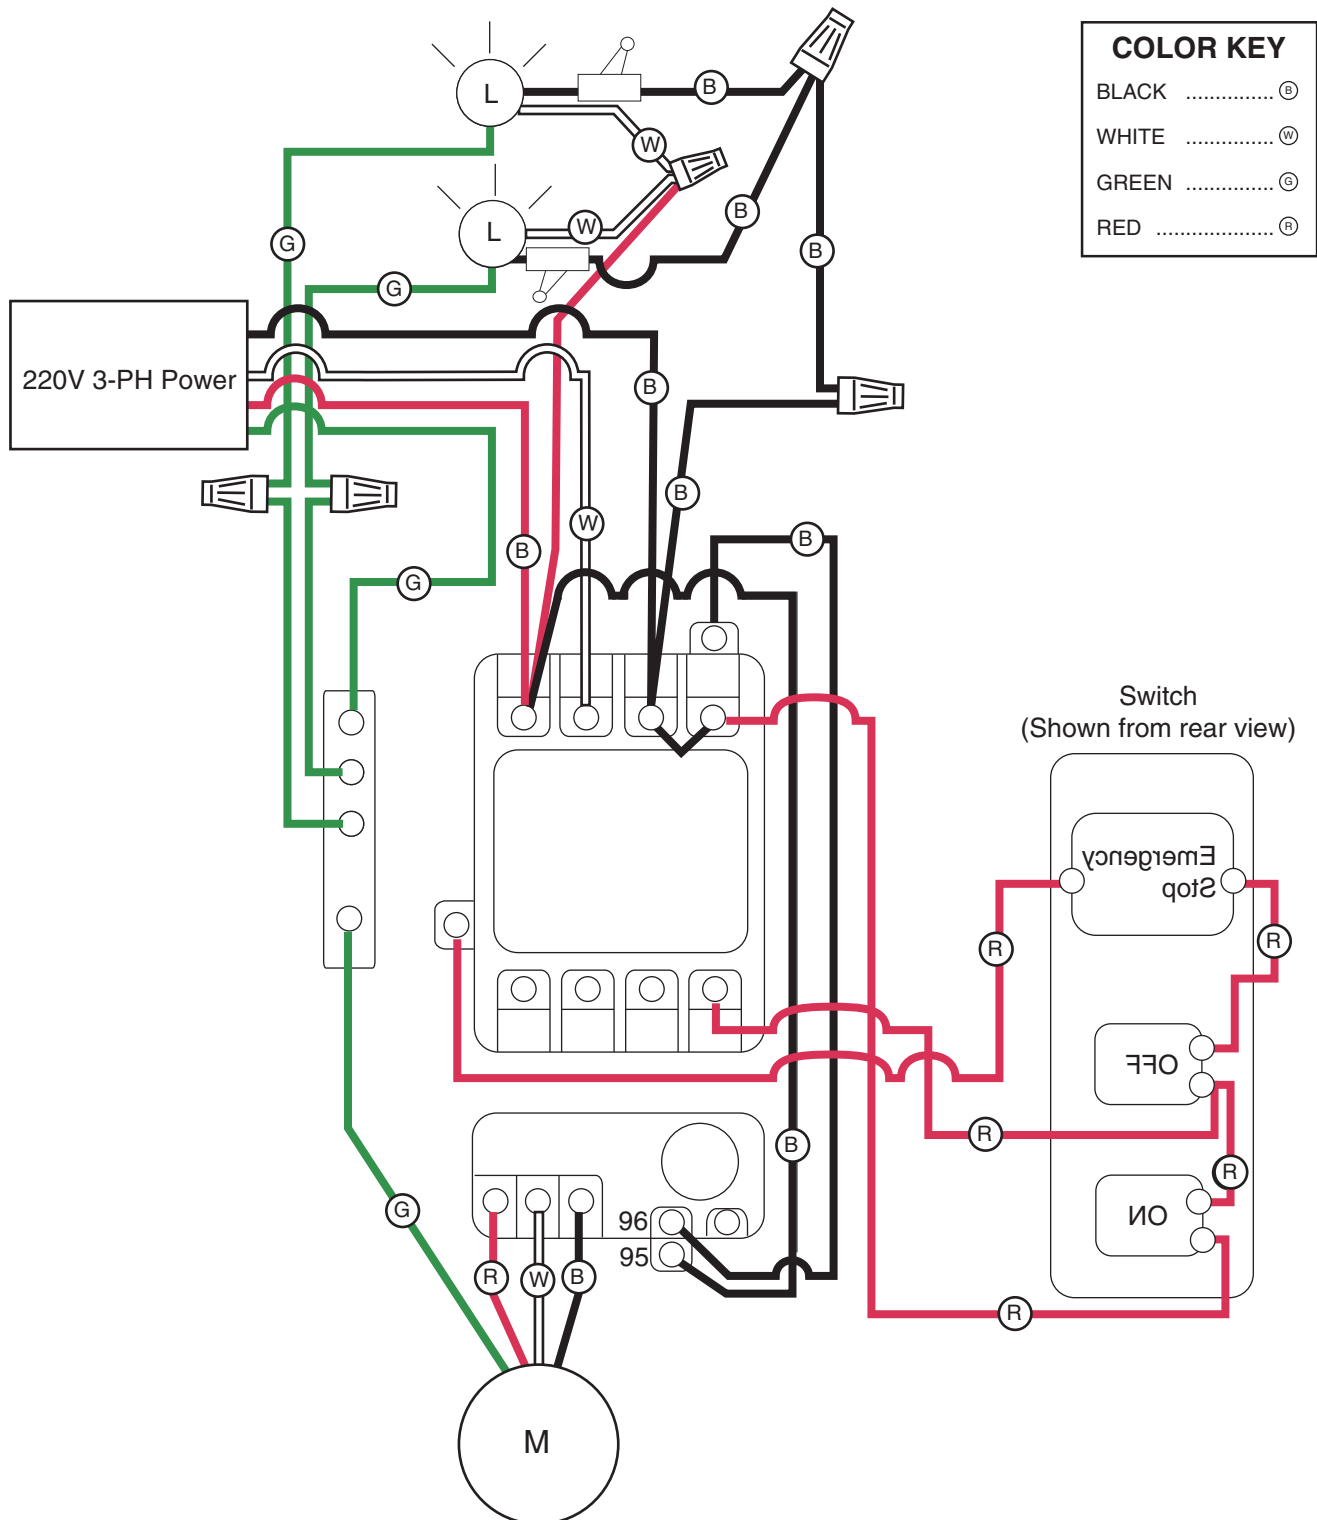 COLOR KEY
BLACK ............... B
WHITE ............... W
GREEN ............... G
RED .................... R
L
B
W
L
W
B
G
B
G
220V 3-PH Power
B
B
W
B
B
G
Switch
(Shown from rear view)
Emergency
Stop
R
R
OFF
R
B
R
ON
G
96
95
R
W
B
R
M